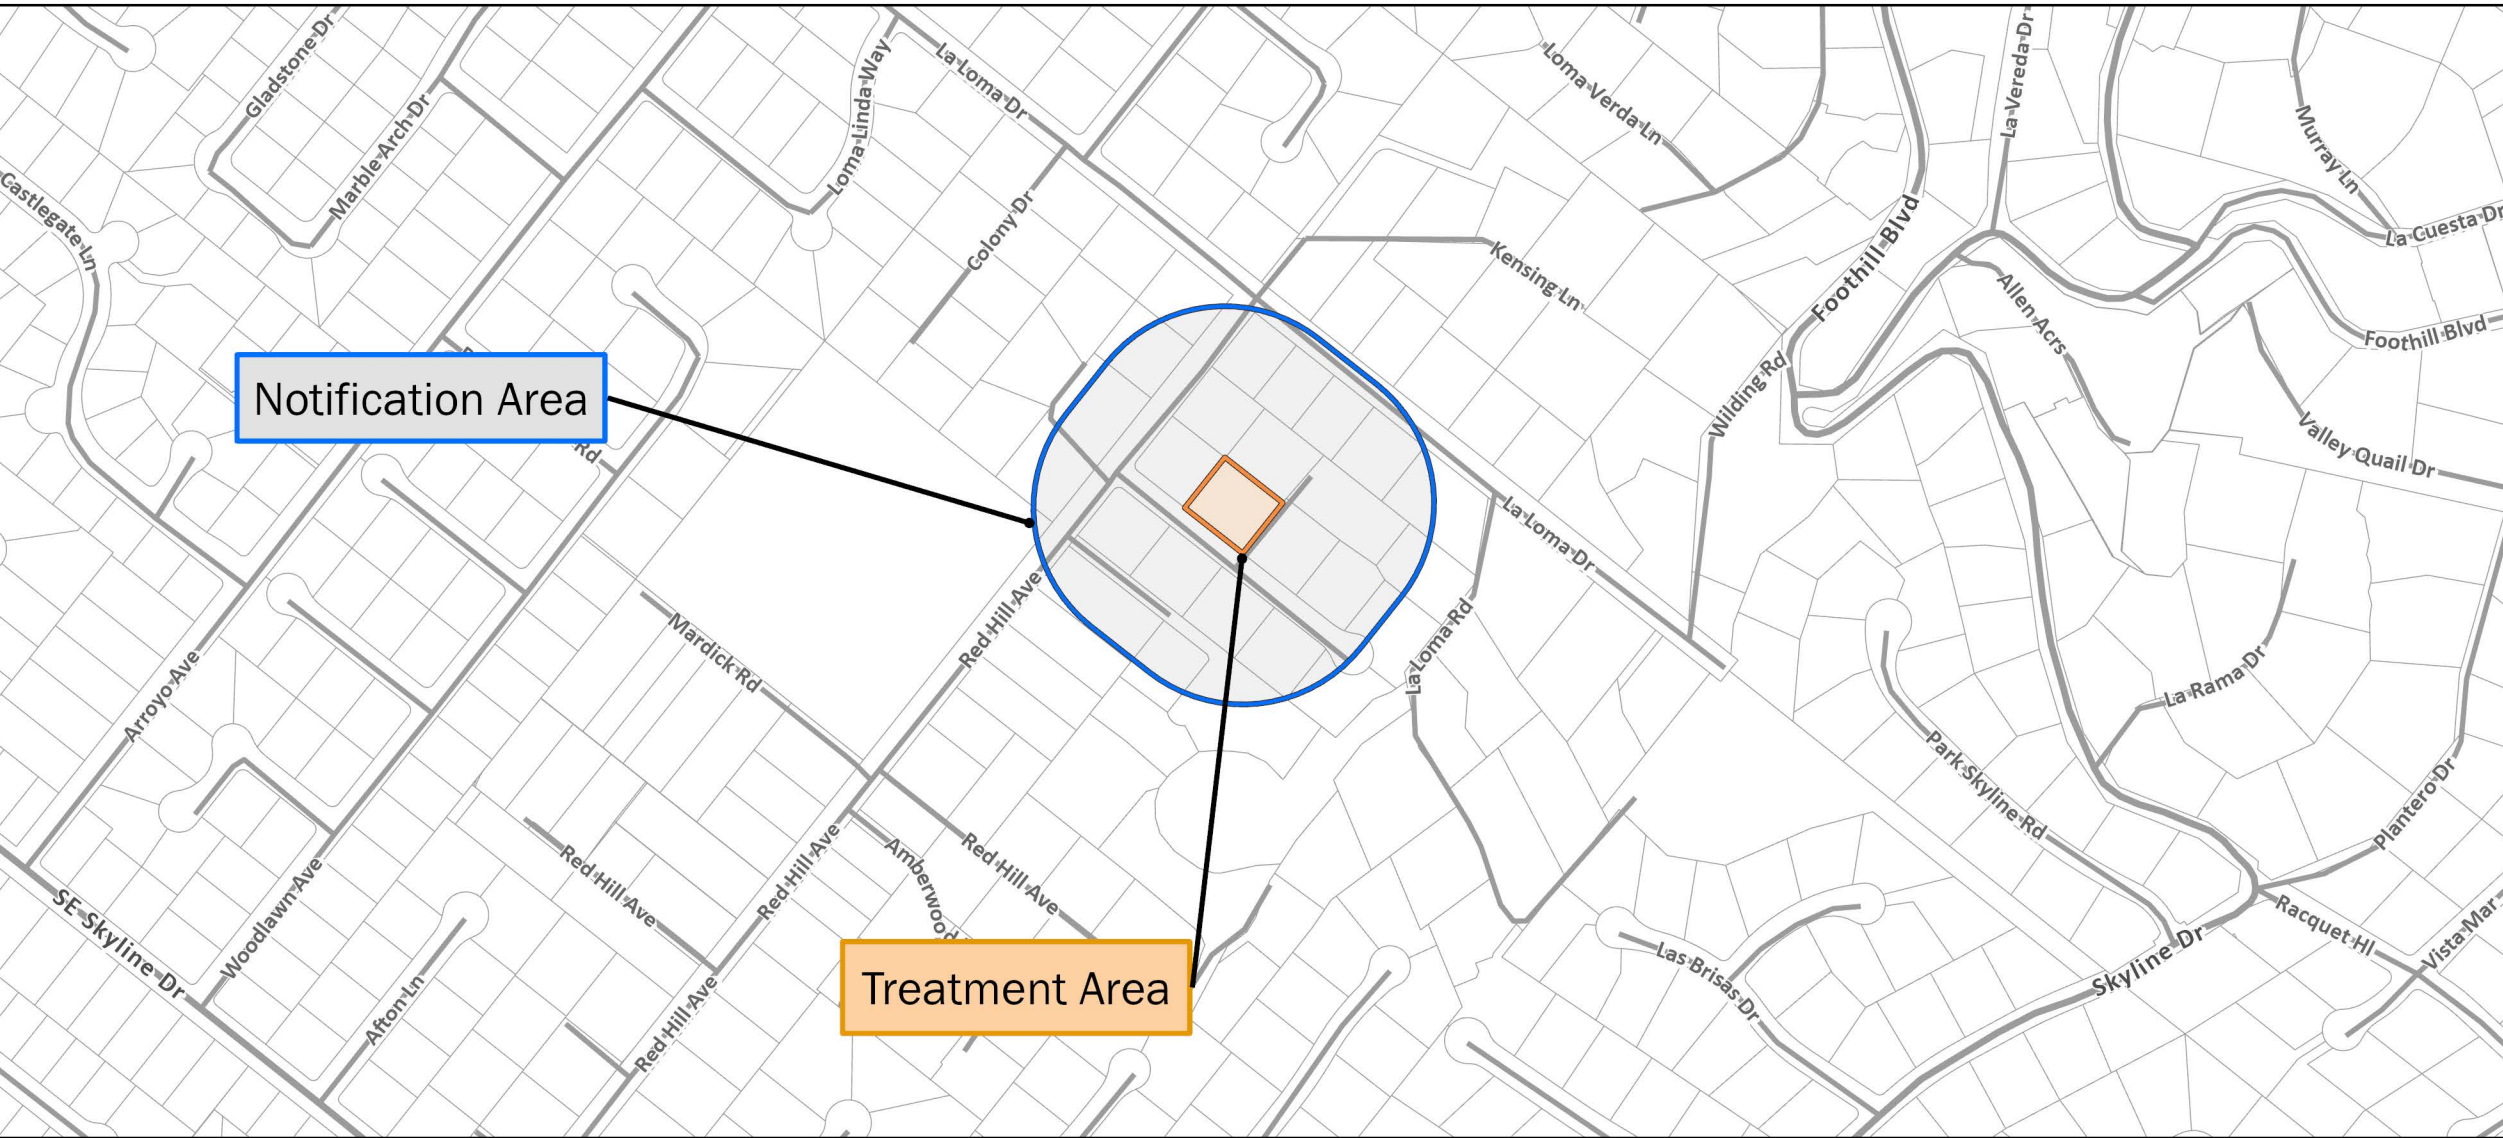 Gladstone Dr
Marble Arch Dr
Loma Linda Way
La Loma Dr
Loma Verda Ln
La Vereda Dr
Murray Ln
Castlegate Ln
Colony Dr
Kensing Ln
Foothill Blvd
Allen Acrs
La Cuesta Dr
Foothill Blvd
Wilding Rd
Valley Quail Dr
Notification Area
Rd
La Loma Dr
Red Hill Ave
La Loma Rd
Mardick Rd
Arroyo Ave
La Rama Dr
Park Skyline Rd
Plantero Dr
Red Hill Ave
Red Hill Ave
Red Hill Ave
Amberwood
SE Skyline Dr
Woodlawn Ave
Afton Ln
Red Hill Ave
Treatment Area
Las Brisas Dr
Skyline Dr
Racquet Hl
Vista Mar